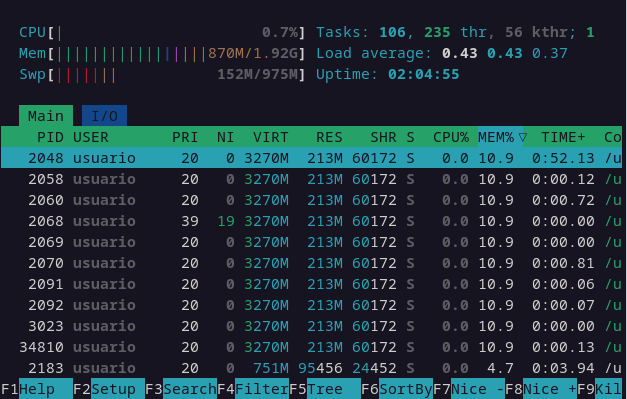 CPU[| 0.7%] Tasks: 106, 235 thr, 56 kthr; 1
Mem[|||||||||||||||||870M/1.92G] Load average: 0.43 0.43 0.37
Swp[||||||| 152M/975M] Uptime: 02:04:55
Main I/O
PID USER PRI NI VIRT RES SHR S CPU% MEM%▽ TIME+ Co
2048 usuario 20 0 3270M 213M 60172 S 0.0 10.9 0:52.13 /u
2058 usuario 20 0 3270M 213M 60172 S 0.0 10.9 0:00.12 /u
2060 usuario 20 0 3270M 213M 60172 S 0.0 10.9 0:00.72 /u
2068 usuario 39 19 3270M 213M 60172 S 0.0 10.9 0:00.00 /u
2069 usuario 20 0 3270M 213M 60172 S 0.0 10.9 0:00.00 /u
2070 usuario 20 0 3270M 213M 60172 S 0.0 10.9 0:00.81 /u
2091 usuario 20 0 3270M 213M 60172 S 0.0 10.9 0:00.06 /u
2092 usuario 20 0 3270M 213M 60172 S 0.0 10.9 0:00.07 /u
3023 usuario 20 0 3270M 213M 60172 S 0.0 10.9 0:00.00 /u
34810 usuario 20 0 3270M 213M 60172 S 0.0 10.9 0:00.13 /u
2183 usuario 20 0 751M 95456 24452 S 0.0 4.7 0:03.94 /u
F1Help F2Setup F3SearchF4FilterF5Tree F6SortByF7Nice -F8Nice +F9Kil